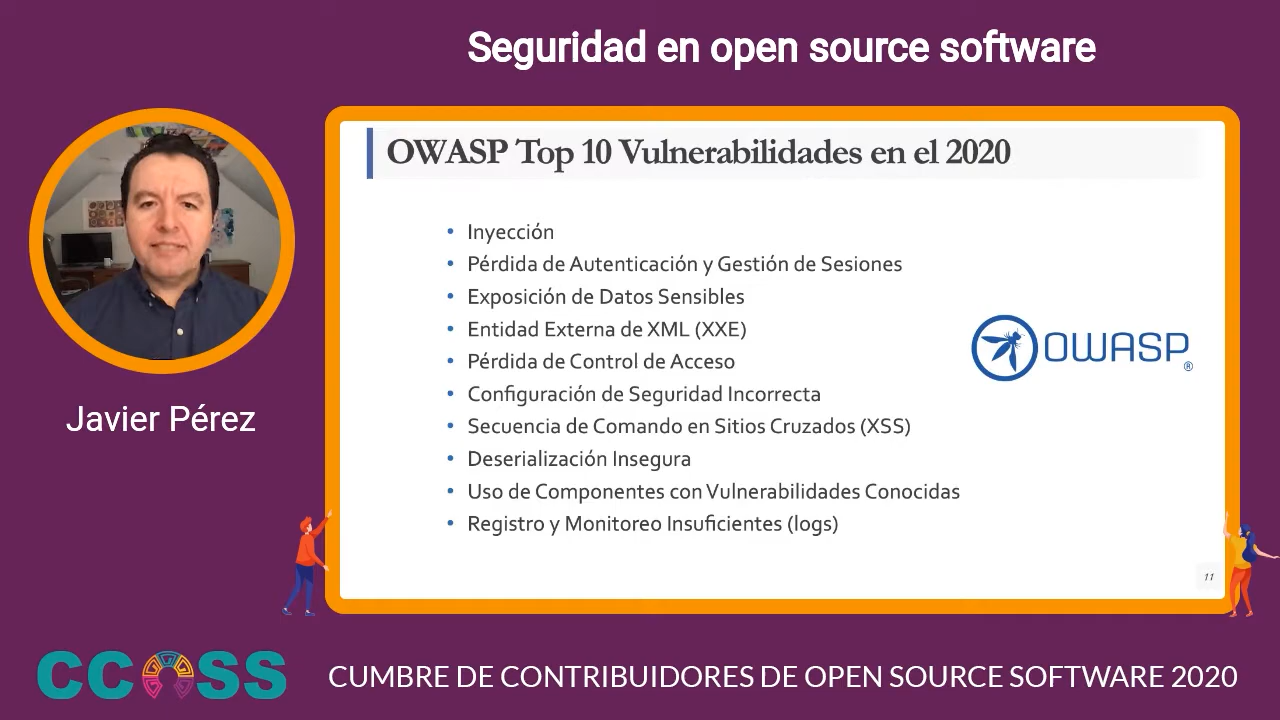 Seguridad en open source software
OWASP Top 10 Vulnerabilidades en el 2020
• Inyección
• Pérdida de Autenticación y Gestión de Sesiones
• Exposición de Datos Sensibles
• Entidad Externa de XML (XXE)
• Pérdida de Control de Acceso
• Configuración de Seguridad Incorrecta
• Secuencia de Comando en Sitios Cruzados (XSS)
• Deserialización Insegura
• Uso de Componentes con Vulnerabilidades Conocidas
• Registro y Monitoreo Insuficientes (logs)
OWASP®
11
Javier Pérez
CCOSS
CUMBRE DE CONTRIBUIDORES DE OPEN SOURCE SOFTWARE 2020